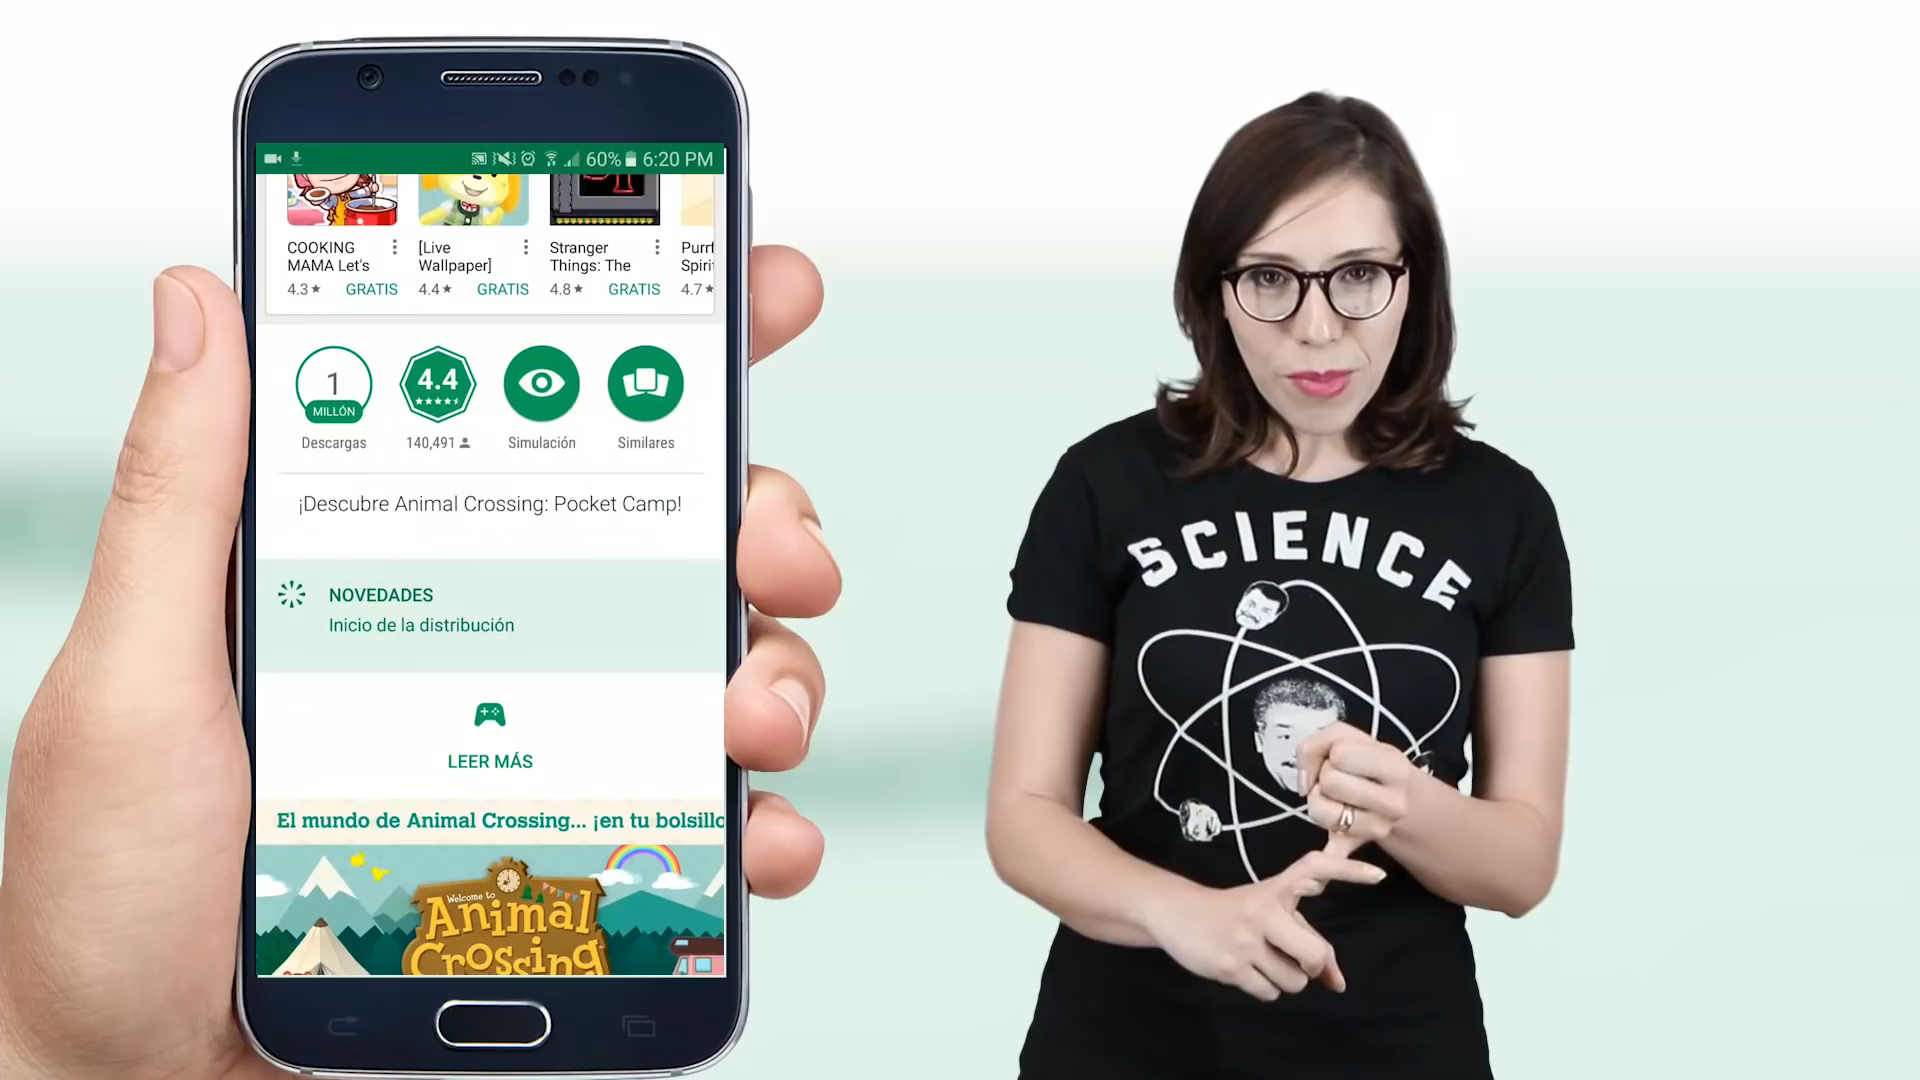 60% 6:20 PM
COOKING
MAMA Let's
4.3★ GRATIS
[Live
Wallpaper]
4.4★ GRATIS
Stranger
Things: The
4.8★ GRATIS
4.7★
1
MILLÓN
Descargas
4.4
140,491
Simulación
Similares
¡Descubre Animal Crossing: Pocket Camp!
NOVEDADES
Inicio de la distribución
LEER MÁS
El mundo de Animal Crossing... ¡en tu bolsillo
Welcome to
Animal
Crossing
SCIENCE